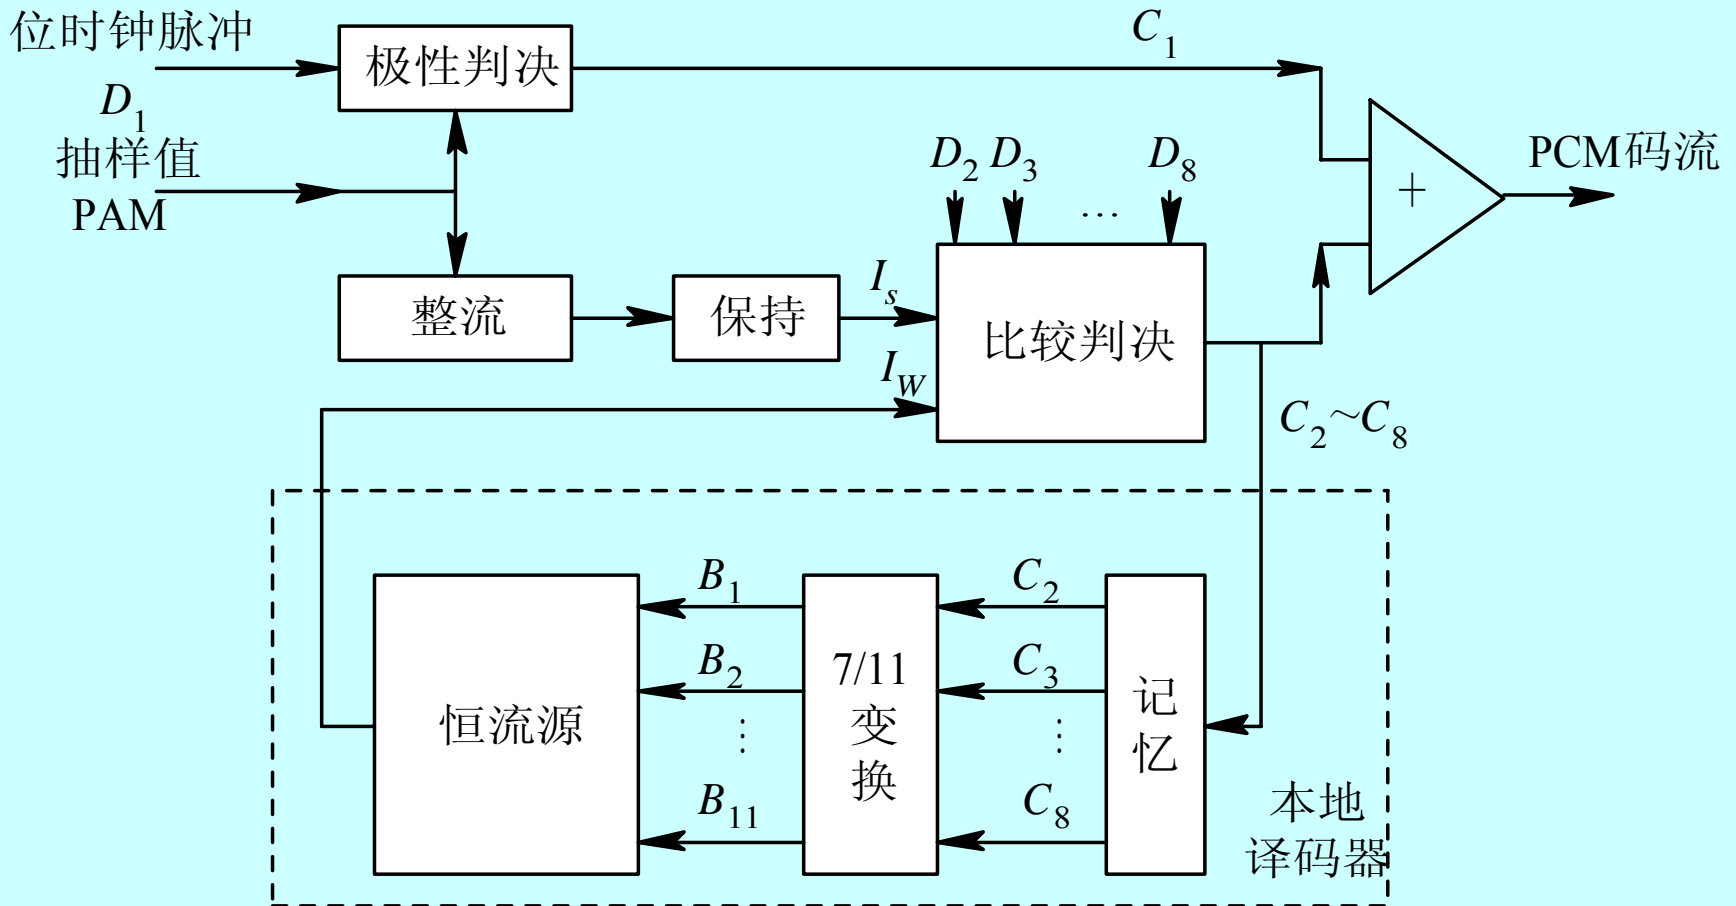 位时钟脉冲
D₁
极性判决
C₁
抽样值
PAM
D₂ D₃ … D₈
+
PCM码流
整流
保持
Iₛ
I_W
比较判决
C₂~C₈
恒流源
B₁
B₂
⋮
B₁₁
7/11
变
换
C₂
C₃
⋮
C₈
记
忆
本地
译码器